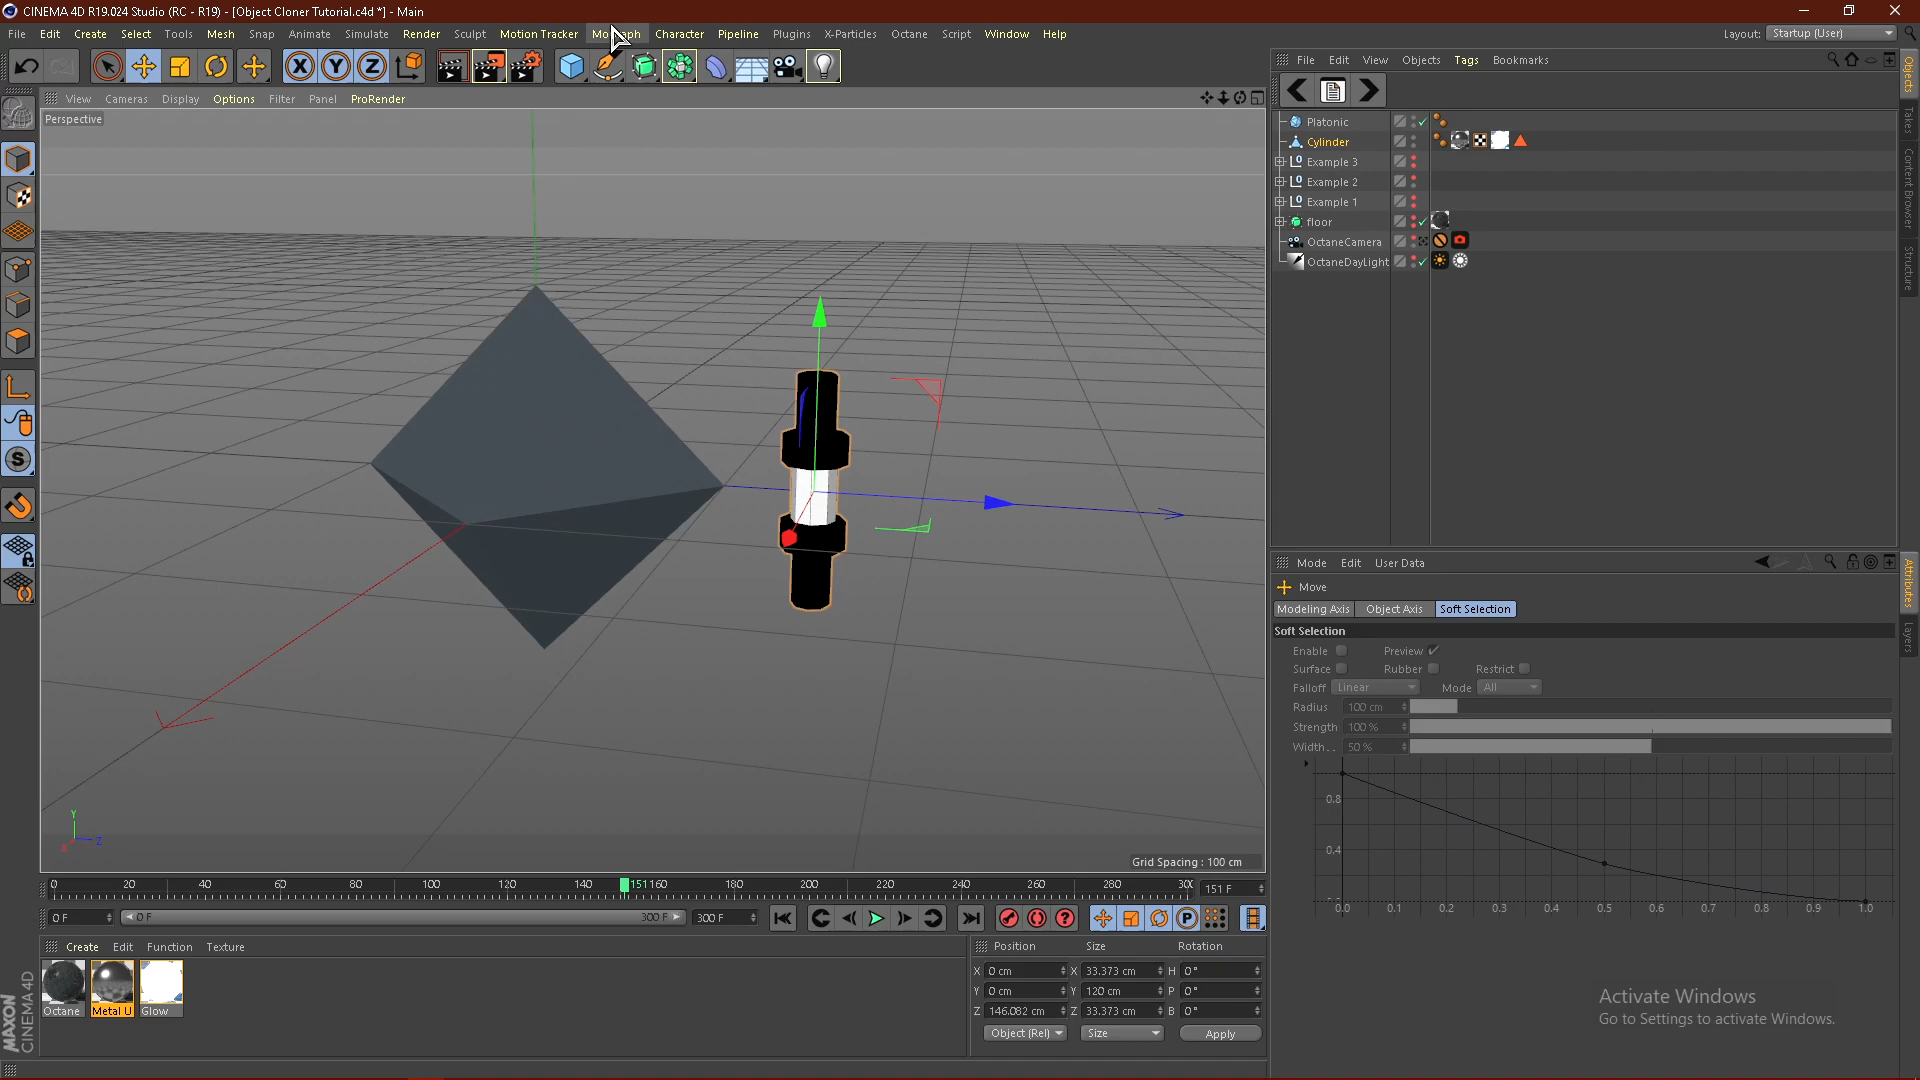 CINEMA 4D R19.024 Studio (RC - R19) - [Object Cloner Tutorial.c4d *] - Main
File Edit Create Select Tools Mesh Snap Animate Simulate Render Sculpt Motion Tracker Character Pipeline Plugins X-Particles Octane Script Window Help Layout: Startup (User)
X Y Z
File Edit View Objects Tags Bookmarks
View Cameras Display Options Filter Panel ProRender
Perspective
Platonic
Cylinder
Example 3
Example 2
Example 1
floor
OctaneCamera
OctaneDayLight
Objects
Takes
Content Browser
Structure
Mode Edit User Data
Move
Modeling Axis Object Axis Soft Selection
Soft Selection
Enable Preview
Surface Rubber Restrict
Falloff Linear Mode All
Radius 100 cm
Strength 100 %
Width.. 50 %
0.8
0.4
0.0 0.1 0.2 0.3 0.4 0.5 0.6 0.7 0.8 0.9 1.0
Attributes
Layers
Y
Z
X
Grid Spacing : 100 cm
0 20 40 60 80 100 120 140 151160 180 200 220 240 260 280 151 F
0 F 0 F 300 F 300 F
Create Edit Function Texture
Octane Metal U Glow
Position Size Rotation
X 0 cm X 33.373 cm H 0°
Y 0 cm Y 120 cm P 0°
Z 146.082 cm Z 33.373 cm B 0°
Object (Rel) Size Apply
MAXON
CINEMA 4D
Activate Windows
Go to Settings to activate Windows.